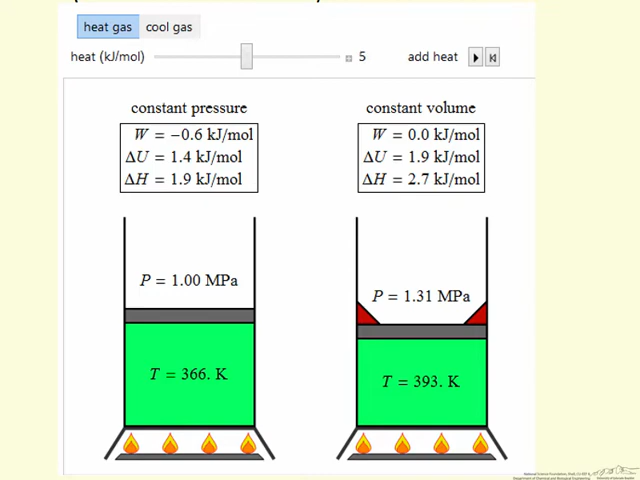 heat gas cool gas
heat (kJ/mol) 5 add heat
constant pressure constant volume
W = −0.6 kJ/mol
ΔU = 1.4 kJ/mol
ΔH = 1.9 kJ/mol
W = 0.0 kJ/mol
ΔU = 1.9 kJ/mol
ΔH = 2.7 kJ/mol
P = 1.00 MPa
P = 1.31 MPa
T = 366. K
T = 393. K